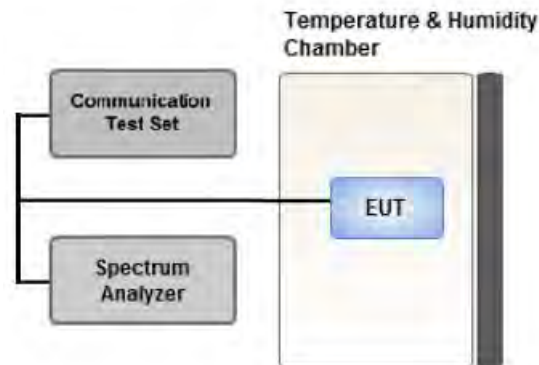 Temperature & Humidity
Chamber
Communication
Test Set
EUT
Spectrum
Analyzer